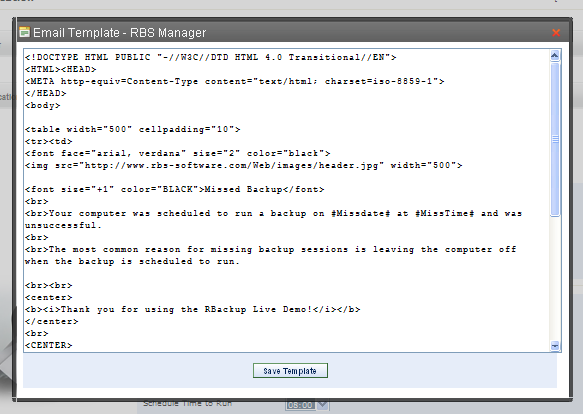 Email Template - RBS Manager
<!DOCTYPE HTML PUBLIC "-//W3C//DTD HTML 4.0 Transitional//EN">
<HTML><HEAD>
<META http-equiv=Content-Type content="text/html; charset=iso-8859-1">
</HEAD>
<body>
<table width="500" cellpadding="10">
<tr><td>
<font face="arial, verdana" size="2" color="black">
<img src="http://www.rbs-software.com/Web/images/header.jpg" width="500">
<font size="+1" color="BLACK">Missed Backup</font>
<br>
<br>Your computer was scheduled to run a backup on #Missdate# at #MissTime# and was
unsuccessful.
<br>
<br>The most common reason for missing backup sessions is leaving the computer off
when the backup is scheduled to run.
<br><br>
<center>
<b><i>Thank you for using the RBackup Live Demo!</i></b>
</center>
<br>
<CENTER>
Save Template
Schedule Time to Run 08:00